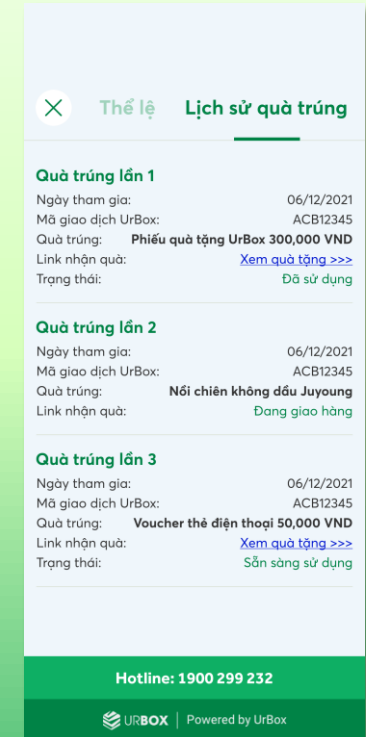 Thể lệ Lịch sử quà trúng
Quà trúng lần 1
Ngày tham gia: 06/12/2021
Mã giao dịch UrBox: ACB12345
Quà trúng: Phiếu quà tặng UrBox 300,000 VND
Link nhận quà: Xem quà tặng >>>
Trạng thái: Đã sử dụng
Quà trúng lần 2
Ngày tham gia: 06/12/2021
Mã giao dịch UrBox: ACB12345
Quà trúng: Nồi chiên không dầu Juyoung
Link nhận quà: Đang giao hàng
Quà trúng lần 3
Ngày tham gia: 06/12/2021
Mã giao dịch UrBox: ACB12345
Quà trúng: Voucher thẻ điện thoại 50,000 VND
Link nhận quà: Xem quà tặng >>>
Trạng thái: Sẵn sàng sử dụng
Hotline: 1900 299 232
URBOX | Powered by UrBox